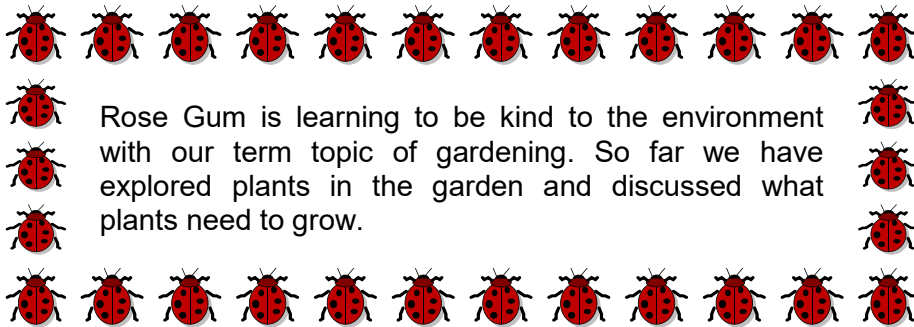 Rose Gum is learning to be kind to the environment
with our term topic of gardening. So far we have
explored plants in the garden and discussed what
plants need to grow.